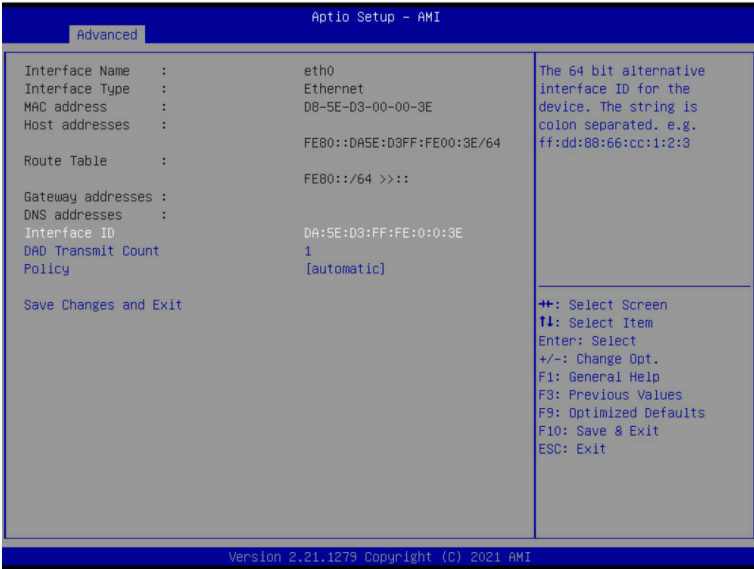 Aptio Setup – AMI
Advanced
Interface Name : eth0
Interface Type : Ethernet
MAC address : D8-5E-D3-00-00-3E
Host addresses :
FE80::DA5E:D3FF:FE00:3E/64
Route Table :
FE80::/64 >>::
Gateway addresses :
DNS addresses :
Interface ID DA:5E:D3:FF:FE:0:0:3E
DAD Transmit Count 1
Policy [automatic]
Save Changes and Exit
The 64 bit alternative
interface ID for the
device. The string is
colon separated. e.g.
ff:dd:88:66:cc:1:2:3
→←: Select Screen
↑↓: Select Item
Enter: Select
+/-: Change Opt.
F1: General Help
F3: Previous Values
F9: Optimized Defaults
F10: Save & Exit
ESC: Exit
Version 2.21.1279 Copyright (C) 2021 AMI